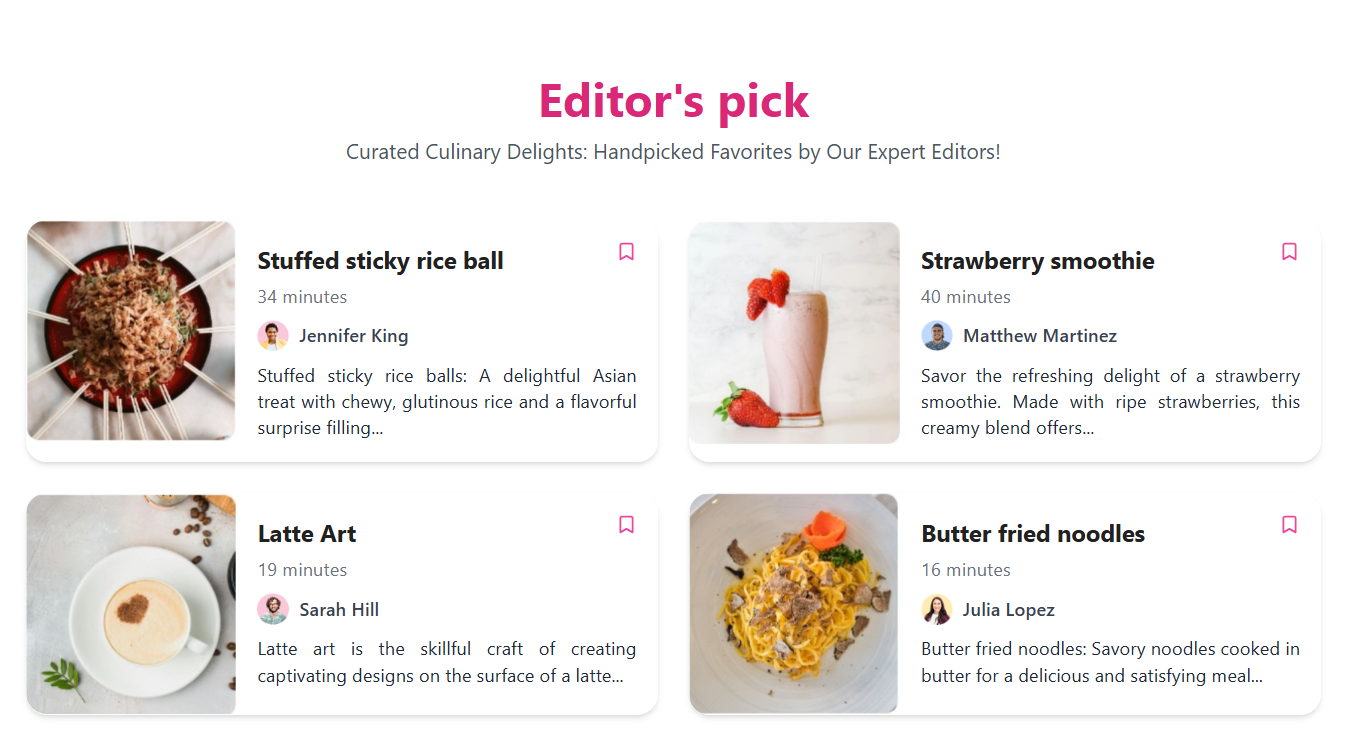 Editor's pick
Curated Culinary Delights: Handpicked Favorites by Our Expert Editors!
Stuffed sticky rice ball
34 minutes
Jennifer King
Stuffed sticky rice balls: A delightful Asian
treat with chewy, glutinous rice and a flavorful
surprise filling...
Strawberry smoothie
40 minutes
Matthew Martinez
Savor the refreshing delight of a strawberry
smoothie. Made with ripe strawberries, this
creamy blend offers...
Latte Art
19 minutes
Sarah Hill
Latte art is the skillful craft of creating
captivating designs on the surface of a latte...
Butter fried noodles
16 minutes
Julia Lopez
Butter fried noodles: Savory noodles cooked in
butter for a delicious and satisfying meal...